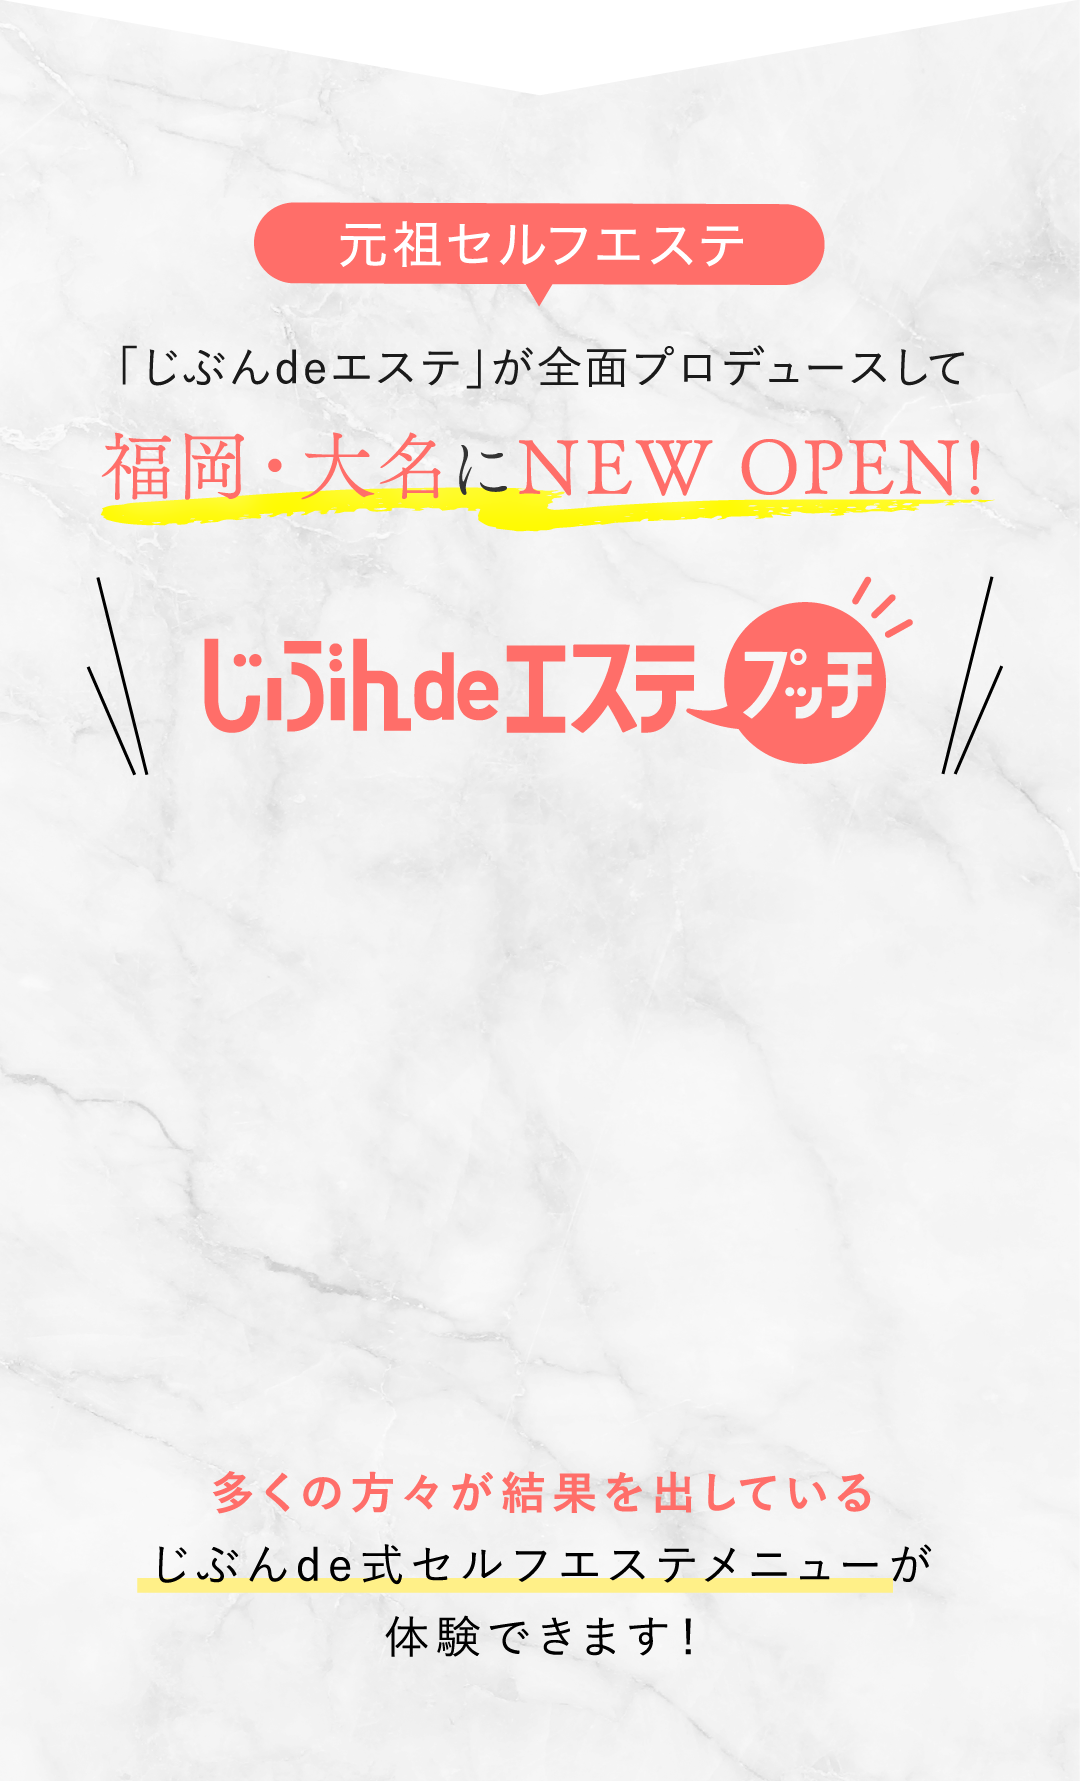 元祖セルフエステ
「じぶんdeエステ」が全面プロデュースして
福岡・大名にNEW OPEN!
じぶんdeエステ プッチ
多くの方々が結果を出している
じぶんde式セルフエステメニューが
体験できます！